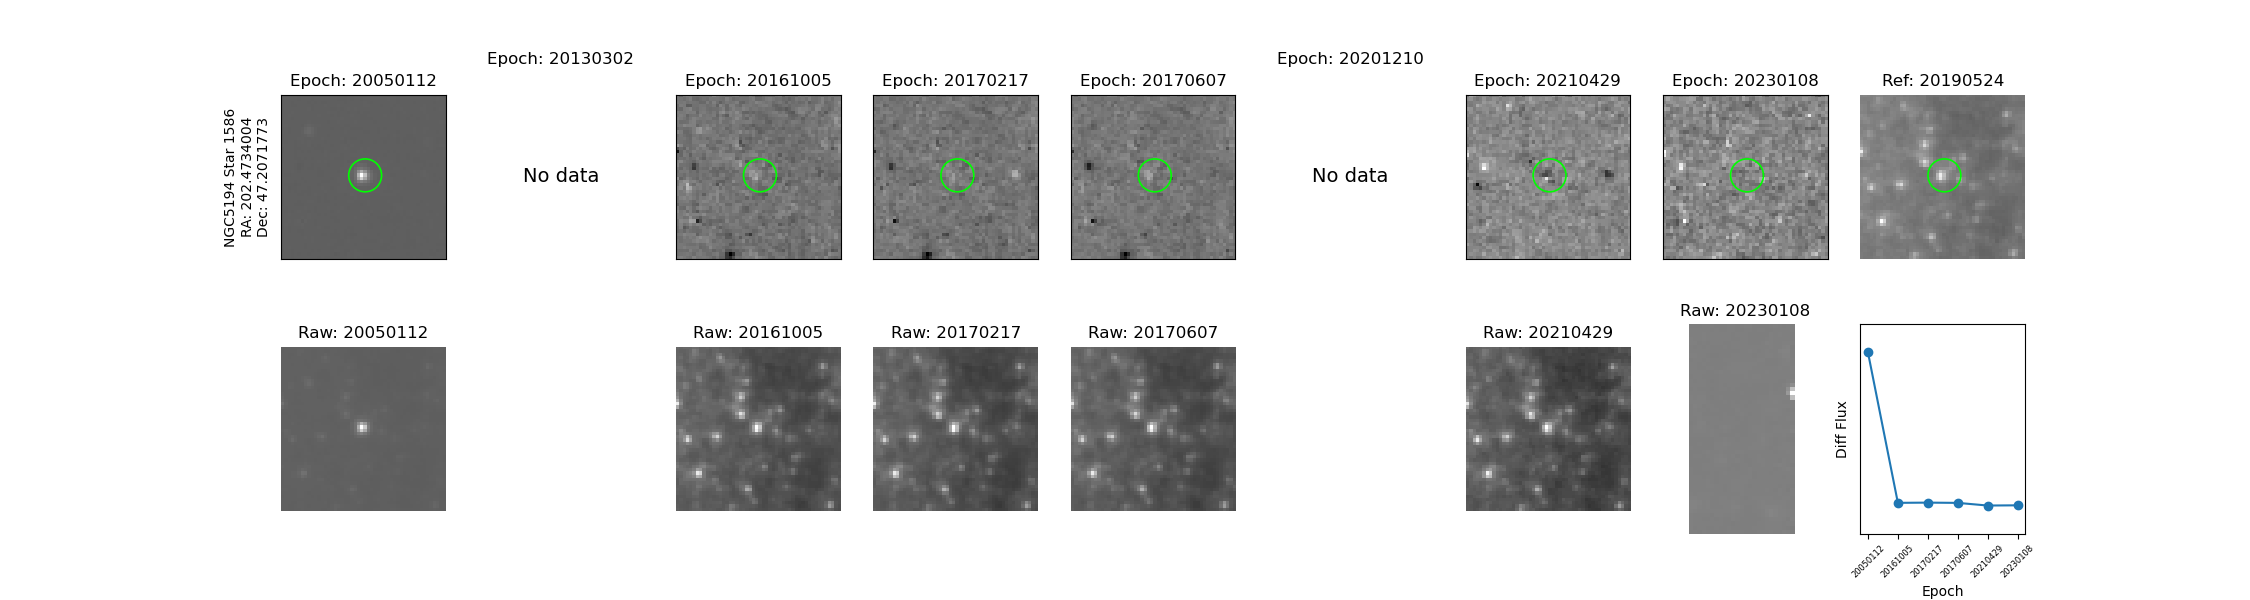 Epoch: 20130302
Epoch: 20201210
Epoch: 20050112
Epoch: 20161005
Epoch: 20170217
Epoch: 20170607
Epoch: 20210429
Epoch: 20230108
Ref: 20190524
NGC5194 Star 1586
RA: 202.4734004
Dec: 47.2071773
No data
No data
Raw: 20230108
Raw: 20050112
Raw: 20161005
Raw: 20170217
Raw: 20170607
Raw: 20210429
Diff Flux
20050112
20161005
20170217
20170607
20210429
20230108
Epoch